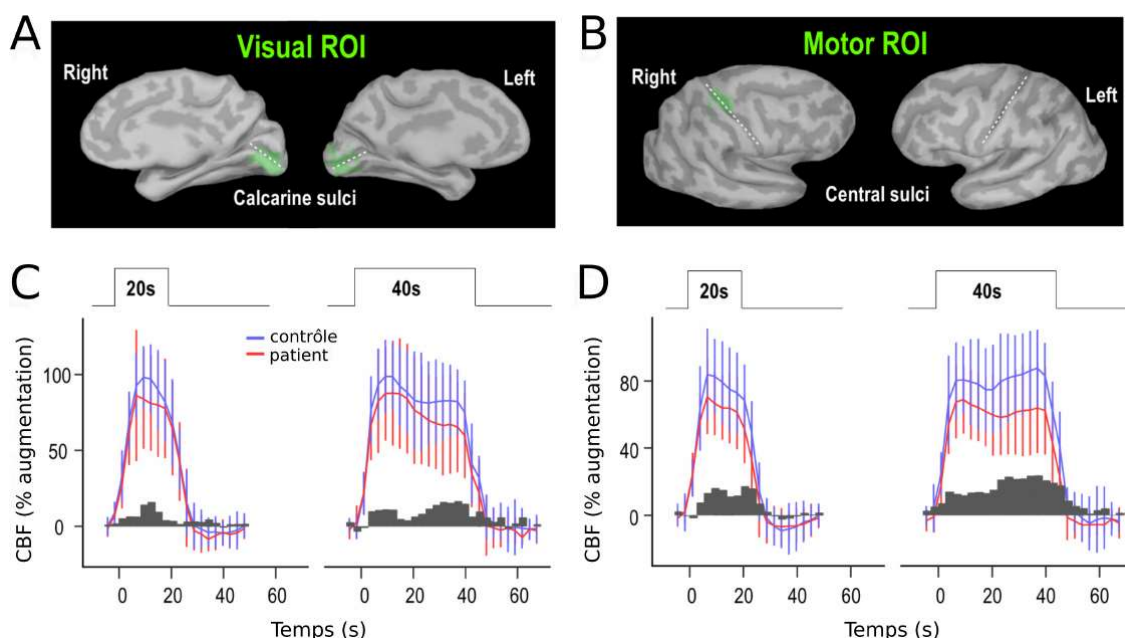 A
Visual ROI
Right
Left
Calcarine sulci
B
Motor ROI
Right
Left
Central sulci
C
20s
40s
contrôle
patient
CBF (% augmentation)
100
50
0
0 20 40 60
0 20 40 60
Temps (s)
D
20s
40s
CBF (% augmentation)
80
40
0
0 20 40 60
0 20 40 60
Temps (s)